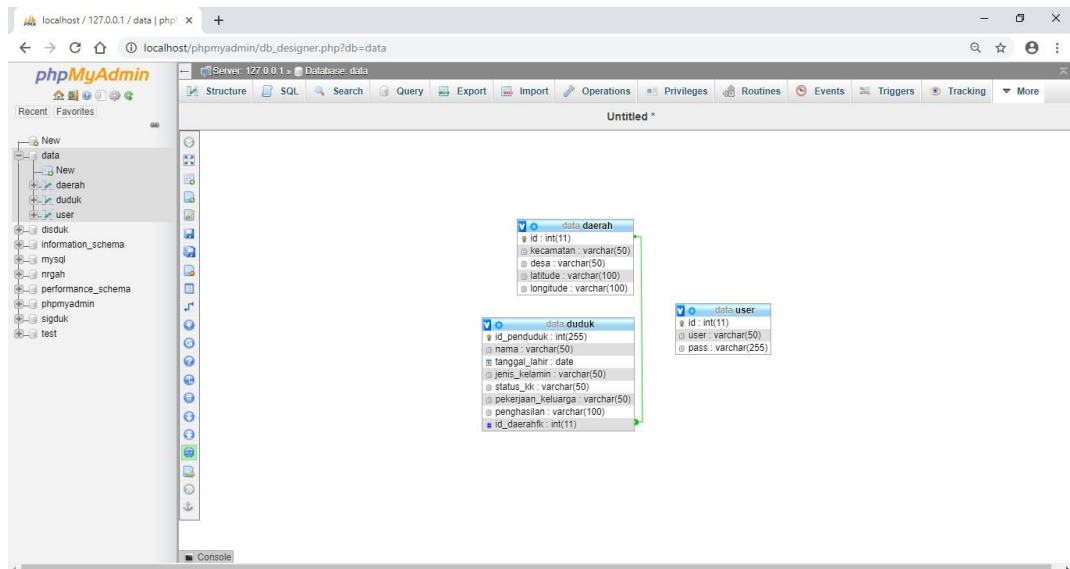 localhost / 127.0.0.1 / data | php
localhost/phpmyadmin/db_designer.php?db=data
phpMyAdmin
Recent Favorites
New
data
New
daerah
duduk
user
disduk
information_schema
mysql
nrgah
performance_schema
phpmyadmin
sigduk
test
Server: 127.0.0.1 » Database: data
Structure SQL Search Query Export Import Operations Privileges Routines Events Triggers Tracking More
Untitled *
data daerah
id : int(11)
kecamatan : varchar(50)
desa : varchar(50)
latitude : varchar(100)
longitude : varchar(100)
data duduk
id_penduduk : int(255)
nama : varchar(50)
tanggal_lahir : date
jenis_kelamin : varchar(50)
status_kk : varchar(50)
pekerjaan_keluarga : varchar(50)
penghasilan : varchar(100)
id_daerahfk : int(11)
data user
id : int(11)
user : varchar(50)
pass : varchar(255)
Console